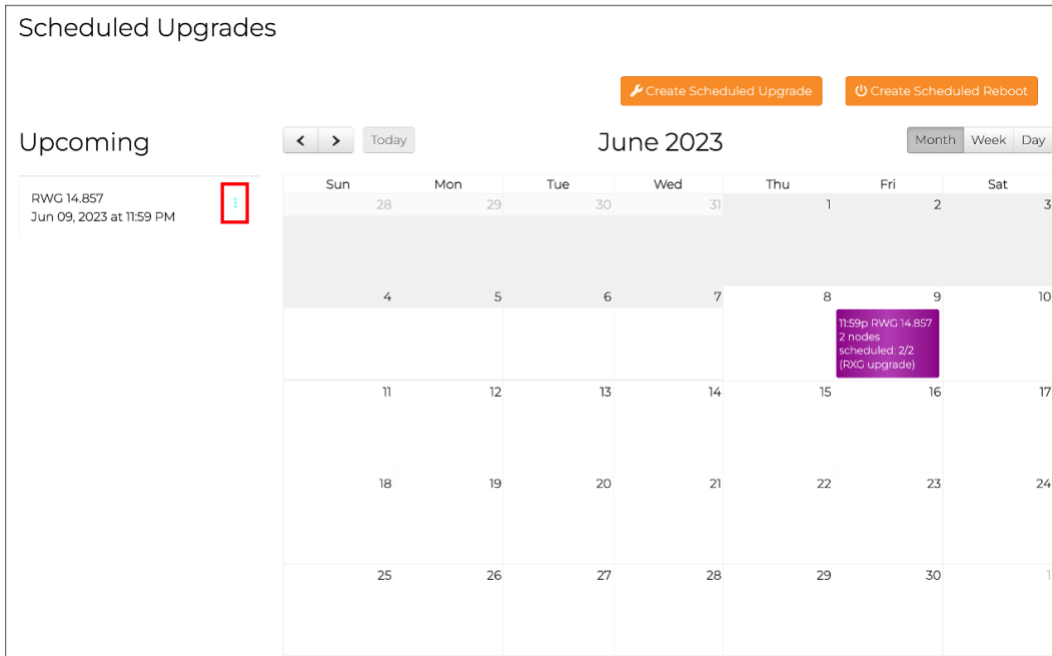 Scheduled Upgrades
Create Scheduled Upgrade
Create Scheduled Reboot
Upcoming
Today
June 2023
Month Week Day
RWG 14.857
Jun 09, 2023 at 11:59 PM
Sun Mon Tue Wed Thu Fri Sat
28 29 30 31 1 2 3
4 5 6 7 8 9 10
11:59p RWG 14.857
2 nodes
scheduled: 2/2
(RXG upgrade)
11 12 13 14 15 16 17
18 19 20 21 22 23 24
25 26 27 28 29 30 1